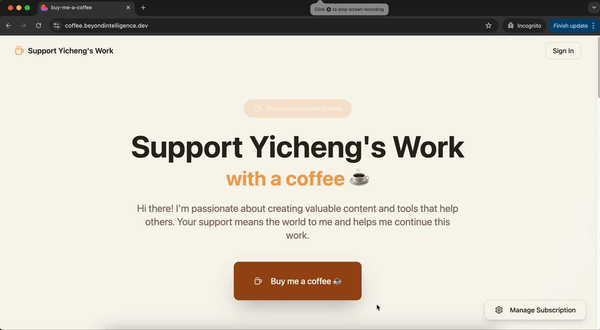 buy-me-a-coffee
Click to stop screen recording
coffee.beyondintelligence.dev
Incognito
Finish update
Support Yicheng's Work
Sign In
Support Independent Work
Support Yicheng's Work
with a coffee ☕
Hi there! I'm passionate about creating valuable content and tools that help
others. Your support means the world to me and helps me continue this
work.
Buy me a coffee ☕
Manage Subscription